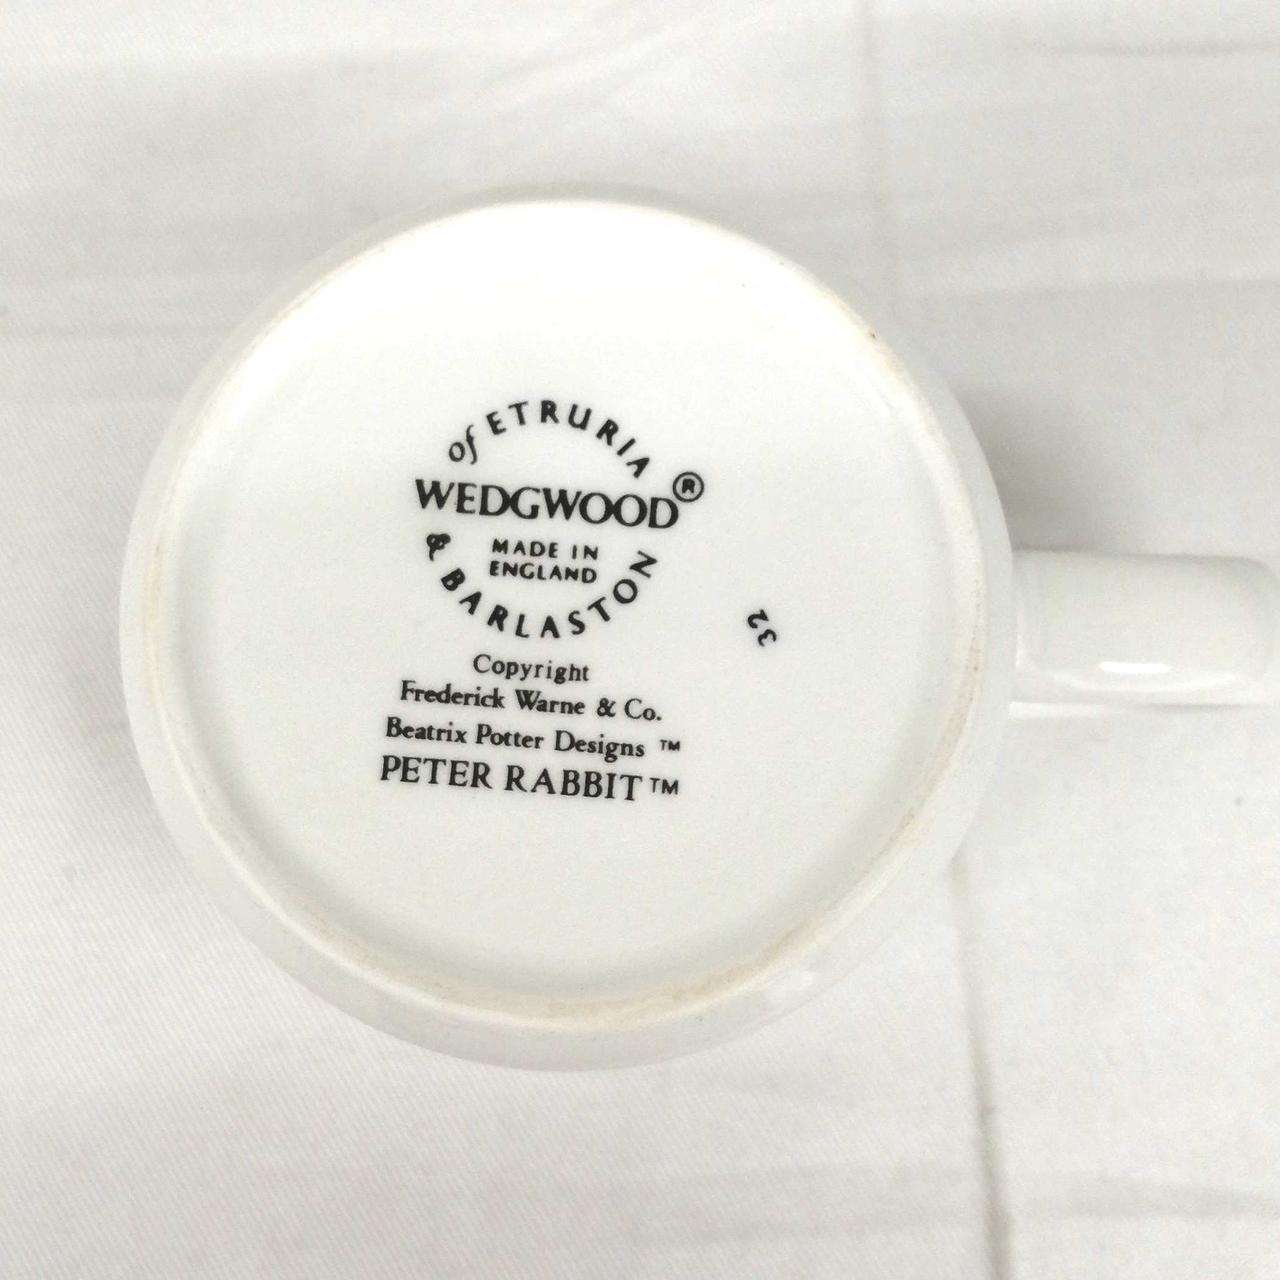 of ETRURIA
WEDGWOOD®
MADE IN
ENGLAND
& BARLASTON
32
Copyright
Frederick Warne & Co.
Beatrix Potter Designs ™
PETER RABBIT™